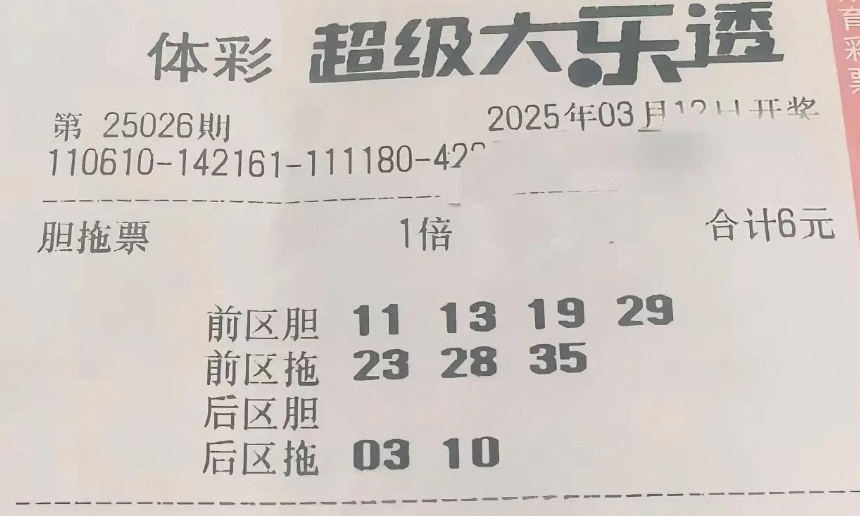 体彩 超级大乐透
第 25026期 2025年03月12日开奖
110610-142161-111180-42
胆拖票 1倍 合计6元
前区胆 11 13 19 29
前区拖 23 28 35
后区胆
后区拖 03 10
育彩票